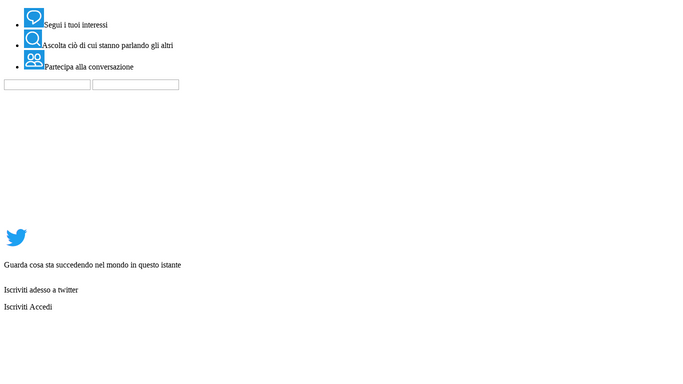 Segui i tuoi interessi
Ascolta ciò di cui stanno parlando gli altri
Partecipa alla conversazione
Guarda cosa sta succedendo nel mondo in questo istante
Iscriviti adesso a twitter
Iscriviti Accedi